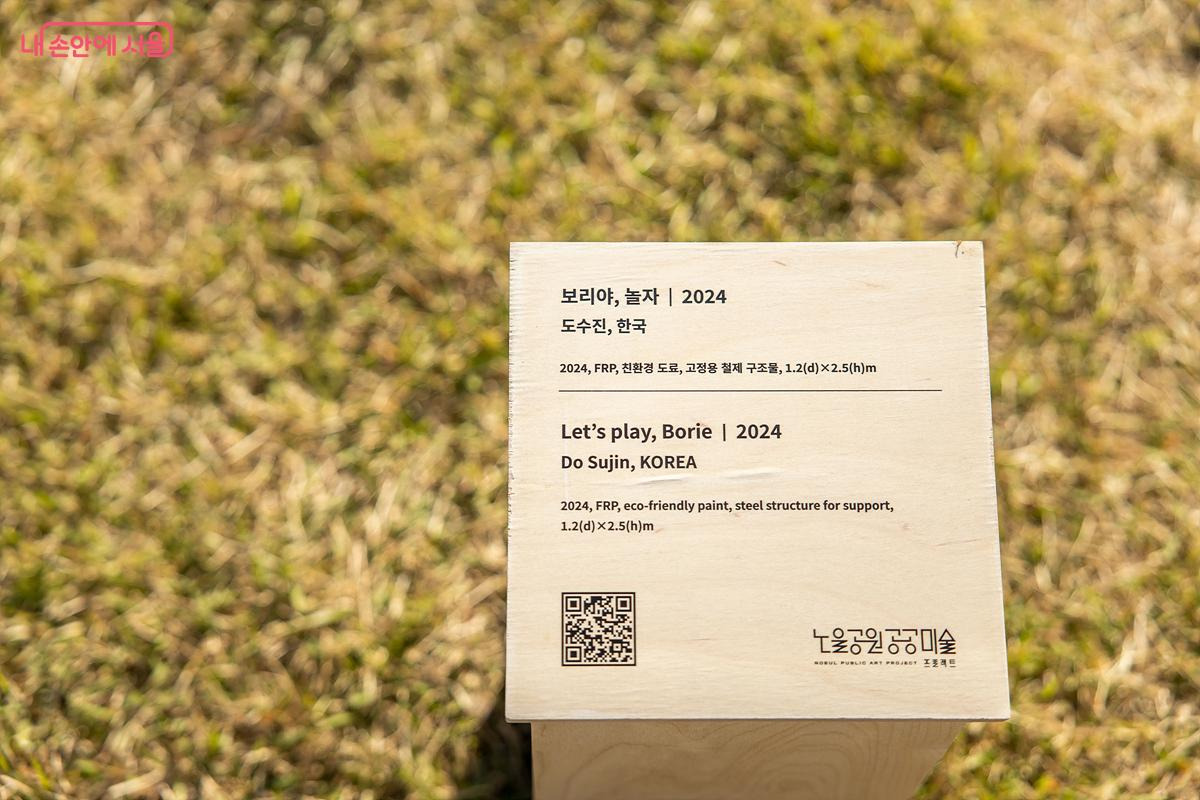 내 손안에 서울
보리야, 놀자 | 2024
도수진, 한국
2024, FRP, 친환경 도료, 고정용 철제 구조물, 1.2(d)×2.5(h)m
Let's play, Borie | 2024
Do Sujin, KOREA
2024, FRP, eco-friendly paint, steel structure for support,
1.2(d)×2.5(h)m
노을공원공공미술
NOEUL PUBLIC ART PROJECT 프로젝트